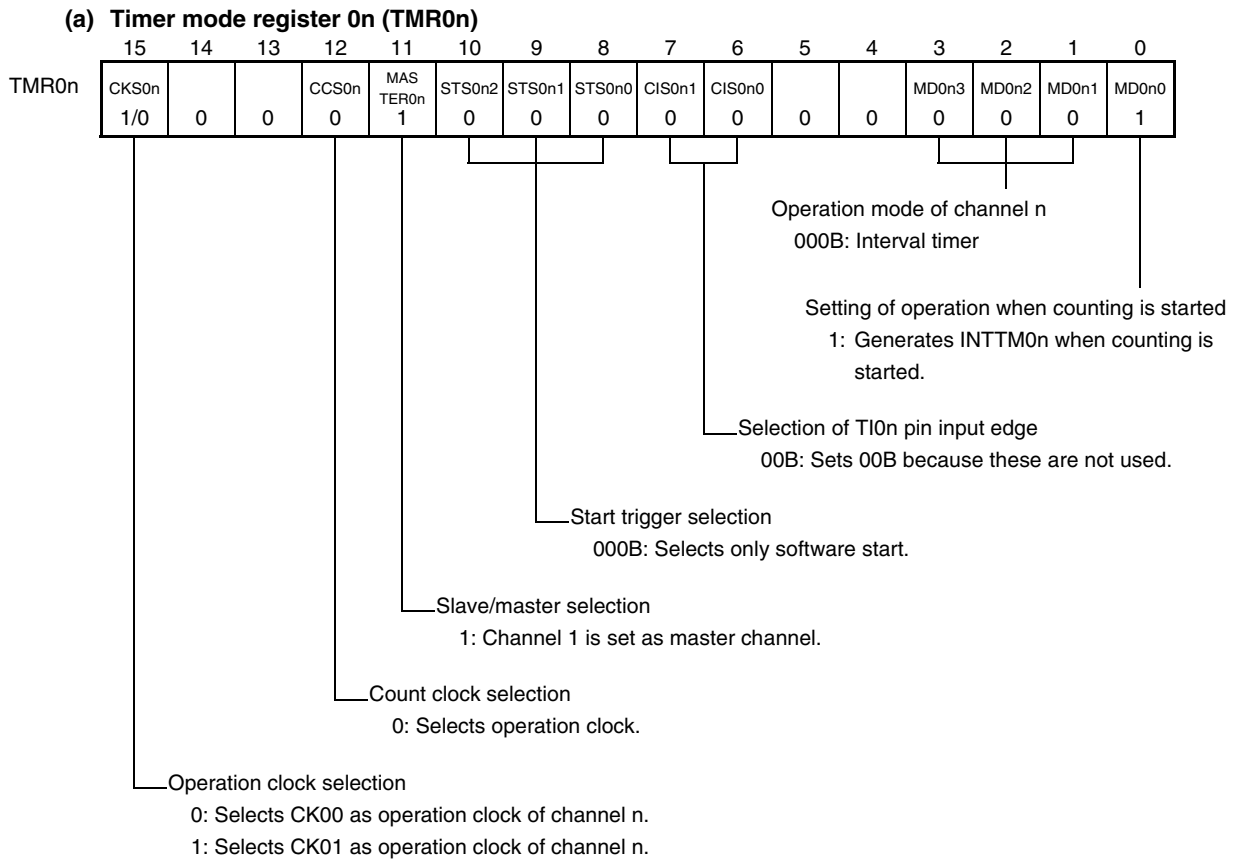 (a) Timer mode register 0n (TMR0n)
15 14 13 12 11 10 9 8 7 6 5 4 3 2 1 0
TMR0n CKS0n CCS0n MAS TER0n STS0n2 STS0n1 STS0n0 CIS0n1 CIS0n0 MD0n3 MD0n2 MD0n1 MD0n0
1/0 0 0 0 1 0 0 0 0 0 0 0 0 0 0 1
Operation mode of channel n
000B: Interval timer
Setting of operation when counting is started
1: Generates INTTM0n when counting is
started.
Selection of TI0n pin input edge
00B: Sets 00B because these are not used.
Start trigger selection
000B: Selects only software start.
Slave/master selection
1: Channel 1 is set as master channel.
Count clock selection
0: Selects operation clock.
Operation clock selection
0: Selects CK00 as operation clock of channel n.
1: Selects CK01 as operation clock of channel n.